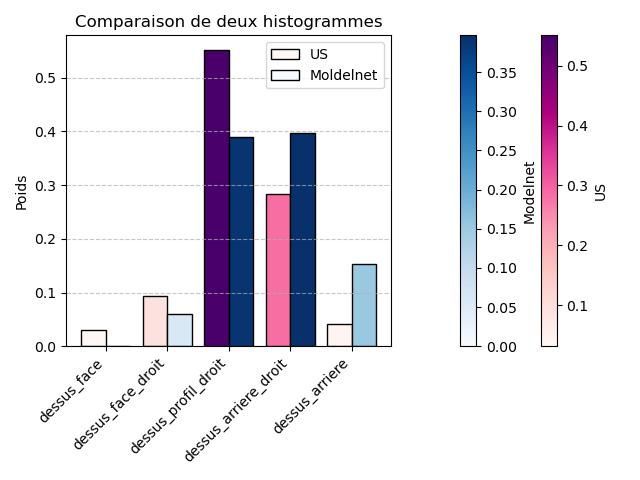 Comparaison de deux histogrammes
US
Moldelnet
Poids
0.5
0.4
0.3
0.2
0.1
0.0
dessus_face
dessus_face_droit
dessus_profil_droit
dessus_arriere_droit
dessus_arriere
0.35
0.30
0.25
0.20
0.15
0.10
0.05
0.00
Modelnet
0.5
0.4
0.3
0.2
0.1
US